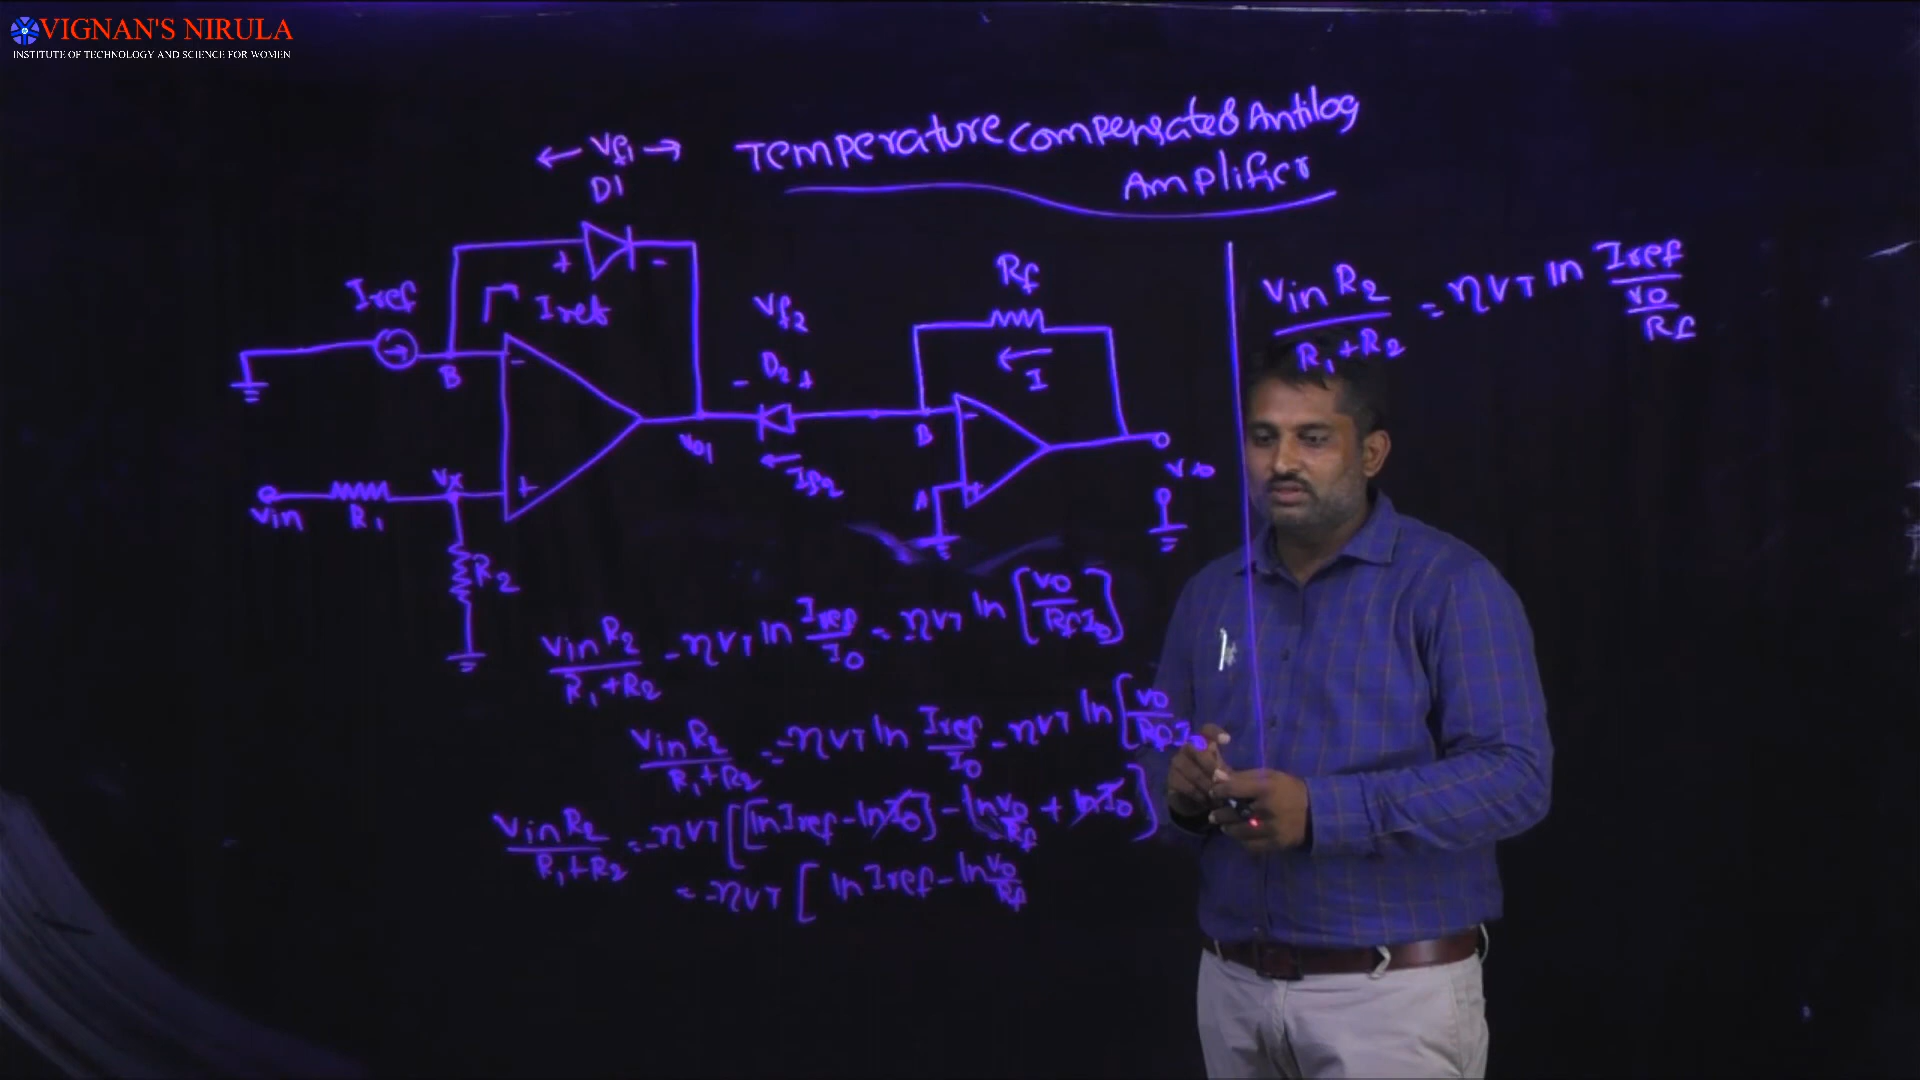 VIGNAN'S NIRULA
INSTITUTE OF TECHNOLOGY AND SCIENCE FOR WOMEN
Temperature Compensated Antilog
Amplifier
← Vf1 →
D1
+ -
Iref
Iref
B
-
+
Vin
R1
Vx
R2
Vo1
Vf2
- D2 +
If2
Rf
I
B
A
-
+
Vo
Vin R2 / R1+R2 - ηVT ln Iref / Io = ηVT ln [Vo / Rf Io]
Vin R2 / R1+R2 = -ηVT ln Iref / Io - ηVT ln [Vo / Rf Io
Vin R2 / R1+R2 = -ηVT [[ln Iref - ln Io] - ln Vo / Rf + ln Io]
= -ηVT [ ln Iref - ln Vo / Rf
Vin R2 / R1+R2 = ηVT ln Iref / Vo / Rf